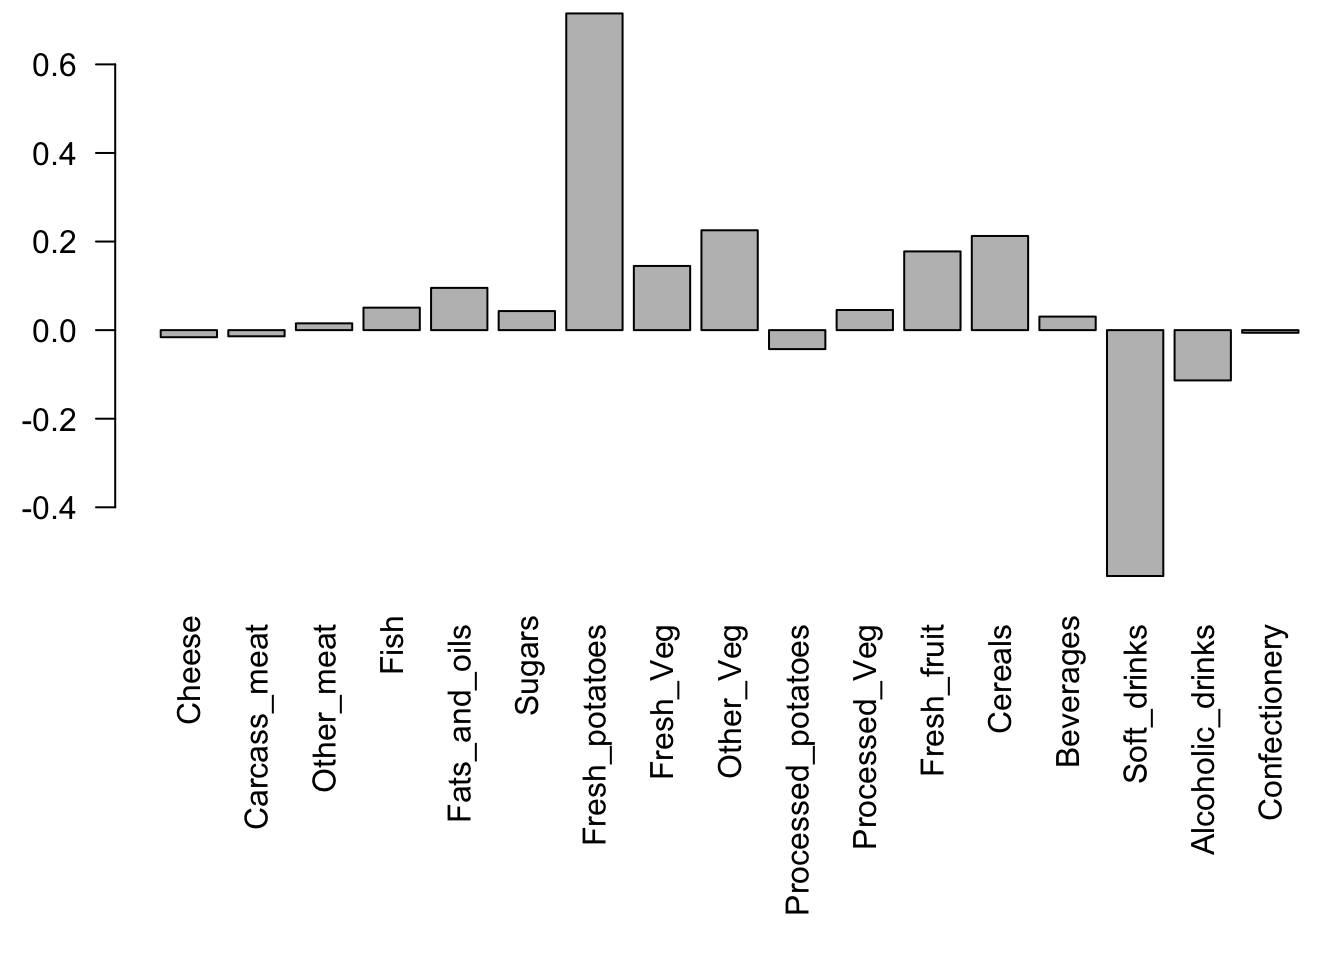 0.6
0.4
0.2
0.0
-0.2
-0.4
Cheese
Carcass_meat
Other_meat
Fish
Fats_and_oils
Sugars
Fresh_potatoes
Fresh_Veg
Other_Veg
Processed_potatoes
Processed_Veg
Fresh_fruit
Cereals
Beverages
Soft_drinks
Alcoholic_drinks
Confectionery